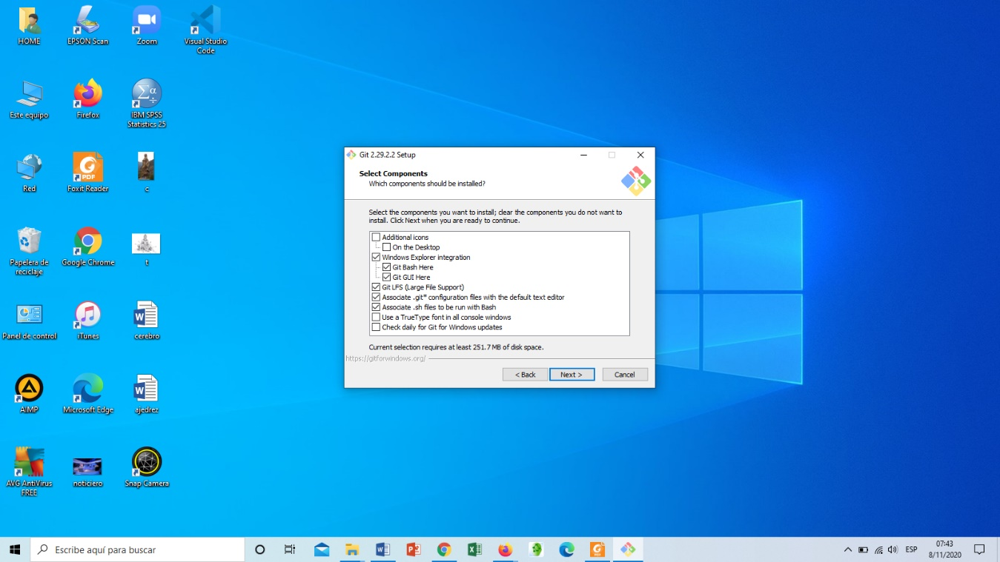 HOME
EPSON Scan
Zoom
Visual Studio
Code
Este equipo
Firefox
IBM SPSS
Statistics 25
Red
Foxit Reader
c
Papelera de
reciclaje
Google Chrome
t
Panel de control
iTunes
cerebro
AIMP
Microsoft Edge
ajedrez
AVG AntiVirus
FREE
noticiero
Snap Camera
Git 2.29.2.2 Setup
Select Components
Which components should be installed?
Select the components you want to install; clear the components you do not want to
install. Click Next when you are ready to continue.
Additional icons
On the Desktop
Windows Explorer integration
Git Bash Here
Git GUI Here
Git LFS (Large File Support)
Associate .git* configuration files with the default text editor
Associate .sh files to be run with Bash
Use a TrueType font in all console windows
Check daily for Git for Windows updates
Current selection requires at least 251.7 MB of disk space.
https://gitforwindows.org/
< Back
Next >
Cancel
Escribe aquí para buscar
ESP
07:43
8/11/2020